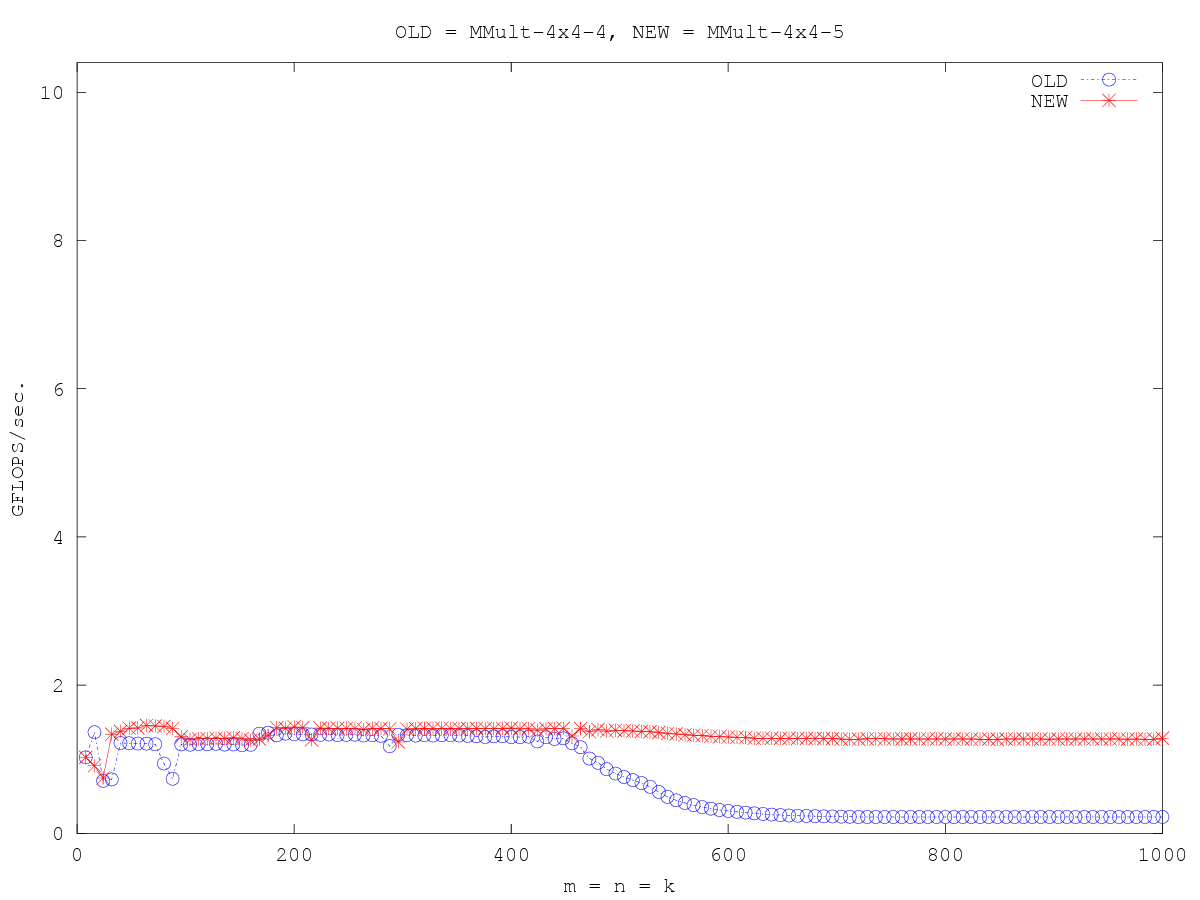 OLD = MMult-4x4-4, NEW = MMult-4x4-5
OLD
NEW
10
8
6
4
2
0
GFLOPS/sec.
0 200 400 600 800 1000
m = n = k